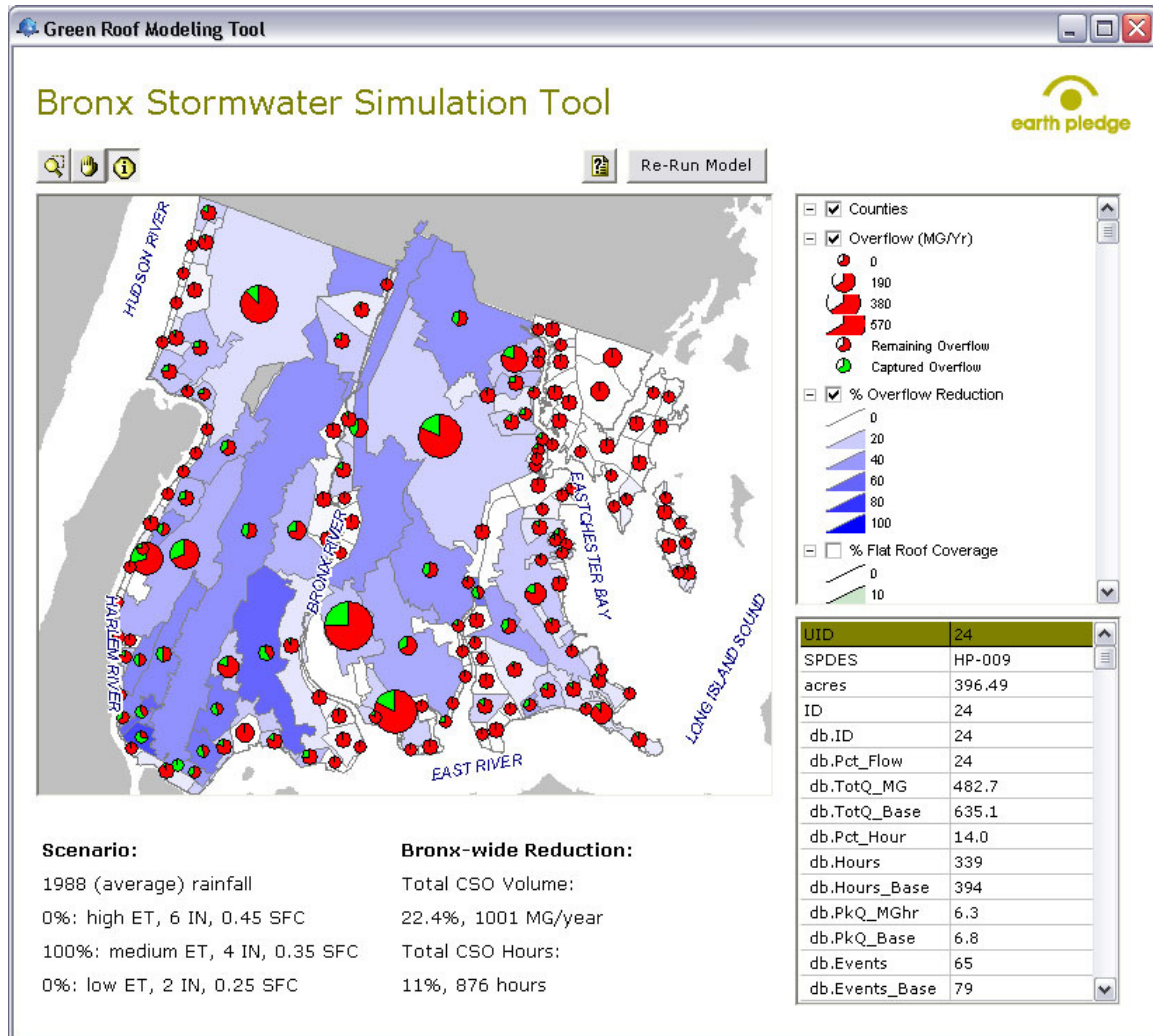 Green Roof Modeling Tool
Bronx Stormwater Simulation Tool
earth pledge
Re-Run Model
HUDSON RIVER
HARLEM RIVER
BRONX RIVER
EASTCHESTER BAY
LONG ISLAND SOUND
EAST RIVER
Counties
Overflow (MG/Yr)
0
190
380
570
Remaining Overflow
Captured Overflow
% Overflow Reduction
0
20
40
60
80
100
% Flat Roof Coverage
0
10
UID 24
SPDES HP-009
acres 396.49
ID 24
db.ID 24
db.Pct_Flow 24
db.TotQ_MG 482.7
db.TotQ_Base 635.1
db.Pct_Hour 14.0
db.Hours 339
db.Hours_Base 394
db.PkQ_MGhr 6.3
db.PkQ_Base 6.8
db.Events 65
db.Events_Base 79
Scenario:
1988 (average) rainfall
0%: high ET, 6 IN, 0.45 SFC
100%: medium ET, 4 IN, 0.35 SFC
0%: low ET, 2 IN, 0.25 SFC
Bronx-wide Reduction:
Total CSO Volume:
22.4%, 1001 MG/year
Total CSO Hours:
11%, 876 hours